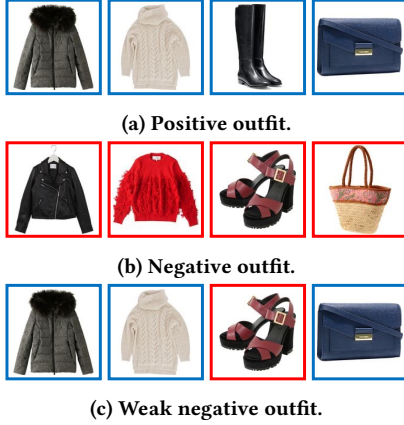 (a) Positive outfit.
(b) Negative outfit.
(c) Weak negative outfit.